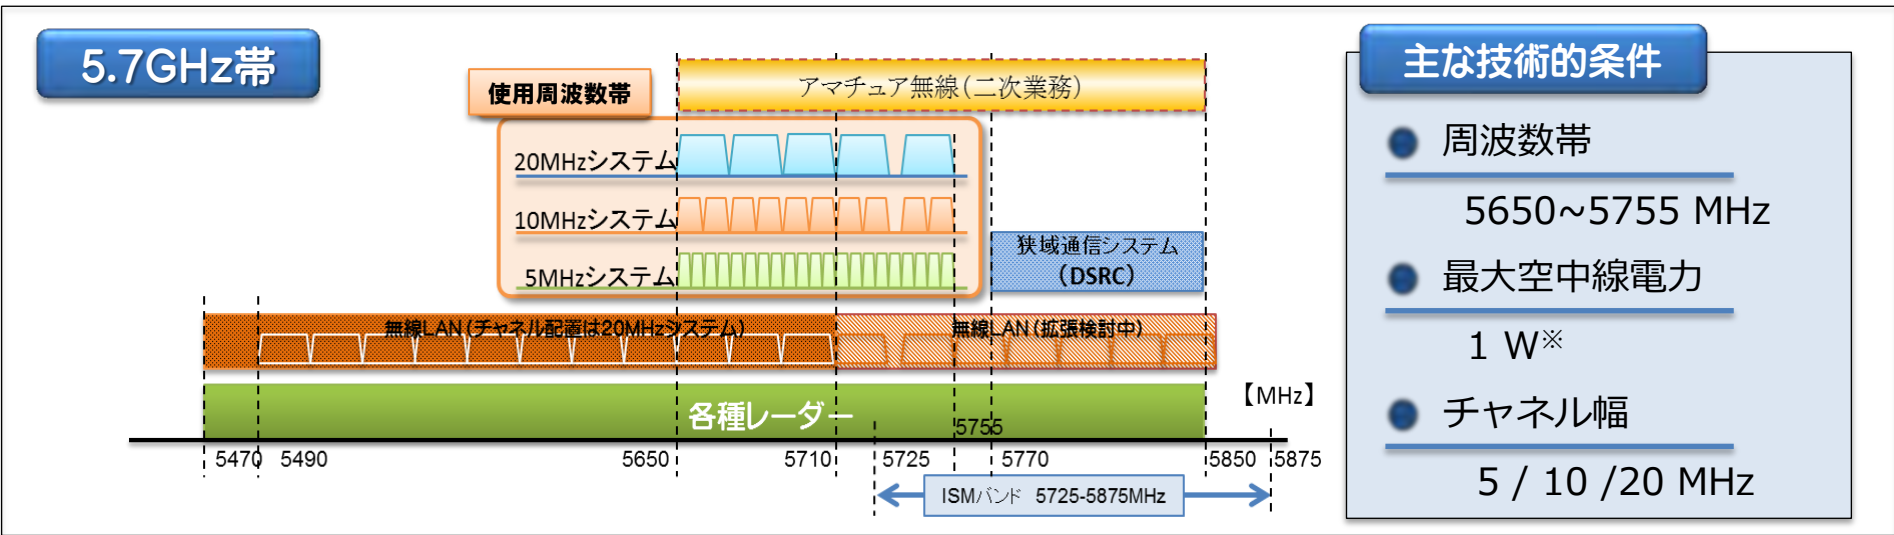 5.7GHz帯
使用周波数帯
アマチュア無線(二次業務)
20MHzシステム
10MHzシステム
5MHzシステム
狭域通信システム
(DSRC)
無線LAN(チャネル配置は20MHzシステム)
無線LAN(拡張検討中)
各種レーダー
【MHz】
5755
5470 5490 5650 5710 5725 5770 5850 5875
ISMバンド 5725-5875MHz
主な技術的条件
周波数帯
5650~5755 MHz
最大空中線電力
1 W※
チャネル幅
5 / 10 /20 MHz